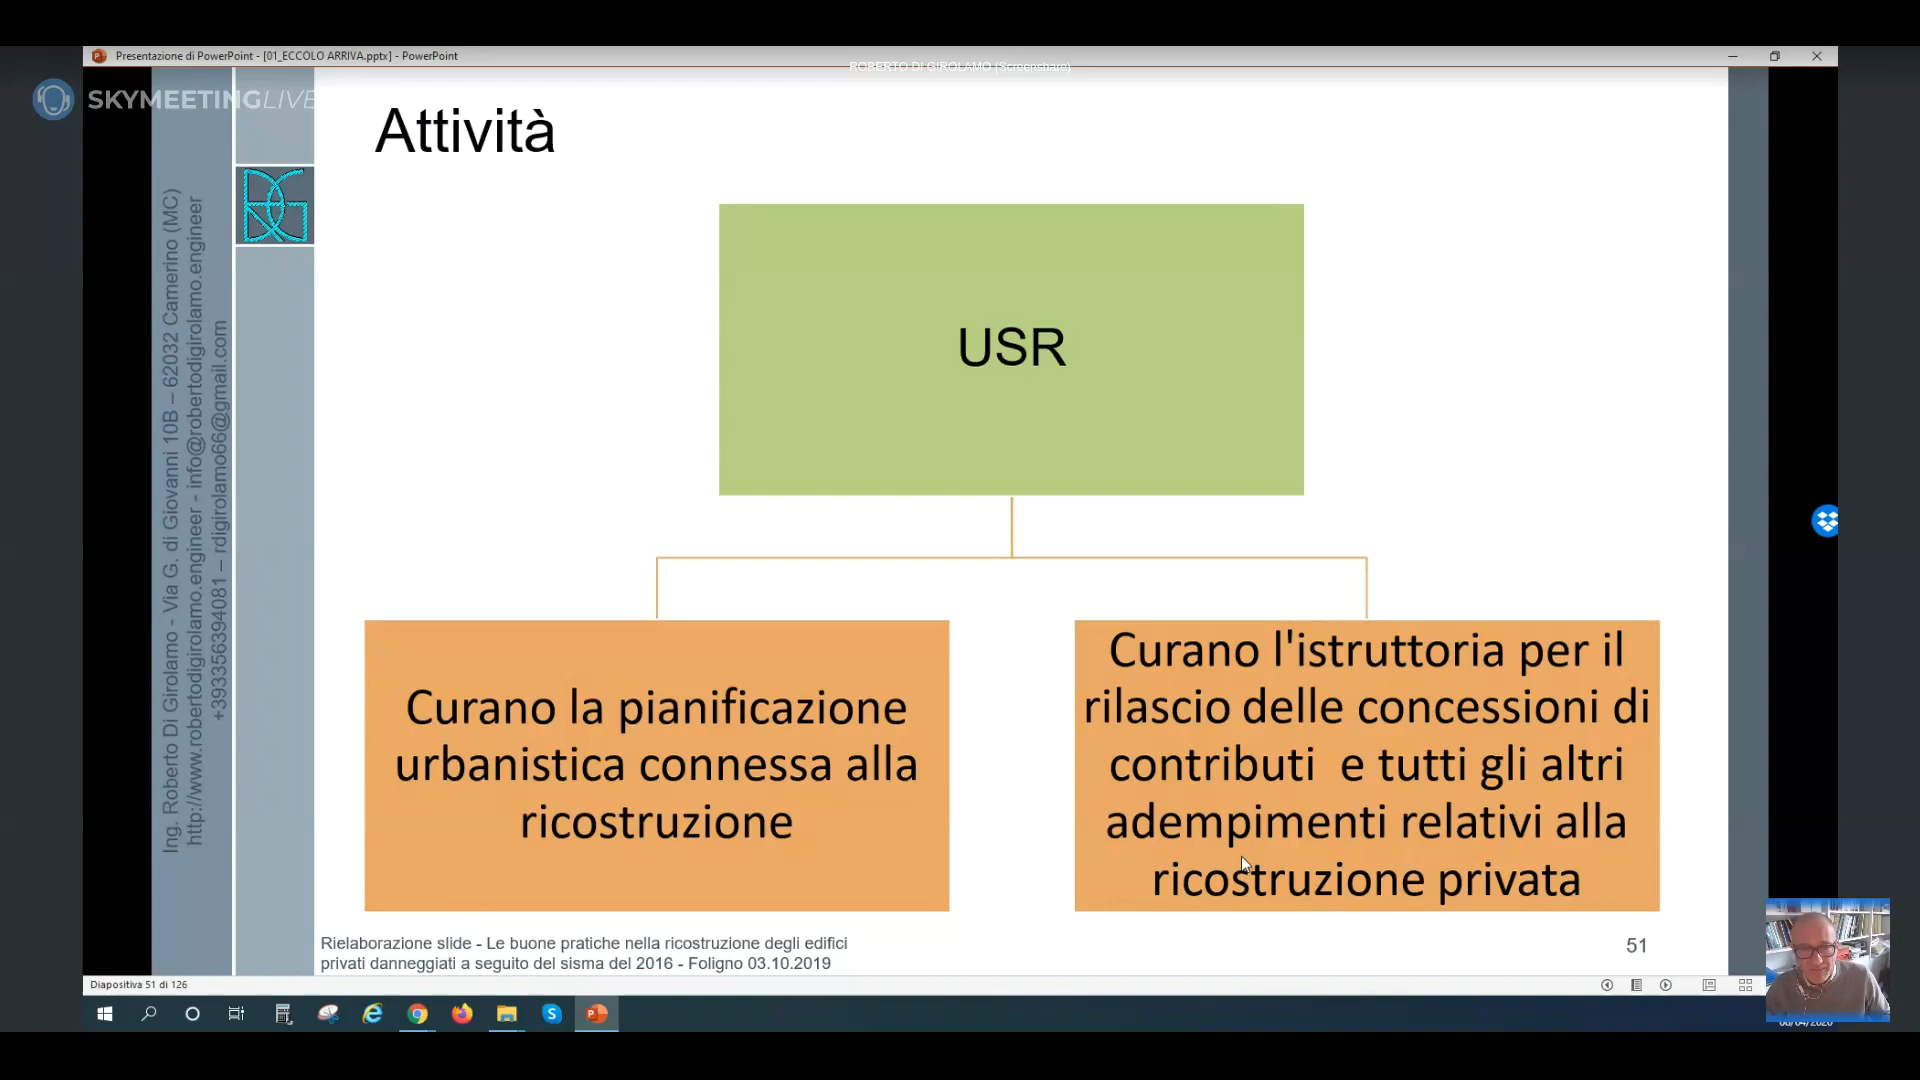 Presentazione di PowerPoint - [01_ECCOLO ARRIVA.pptx] - PowerPoint
ROBERTO DI GIROLAMO (Screenshare)
SKYMEETINGLIVE
Attività
Ing. Roberto Di Girolamo - Via G. di Giovanni 10B – 62032 Camerino (MC)
http://www.robertodigirolamo.engineer - info@robertodigirolamo.engineer
+393356394081 – rdigirolamo66@gmail.com
USR
Curano la pianificazione
urbanistica connessa alla
ricostruzione
Curano l'istruttoria per il
rilascio delle concessioni di
contributi e tutti gli altri
adempimenti relativi alla
ricostruzione privata
Rielaborazione slide - Le buone pratiche nella ricostruzione degli edifici
privati danneggiati a seguito del sisma del 2016 - Foligno 03.10.2019
51
Diapositiva 51 di 126